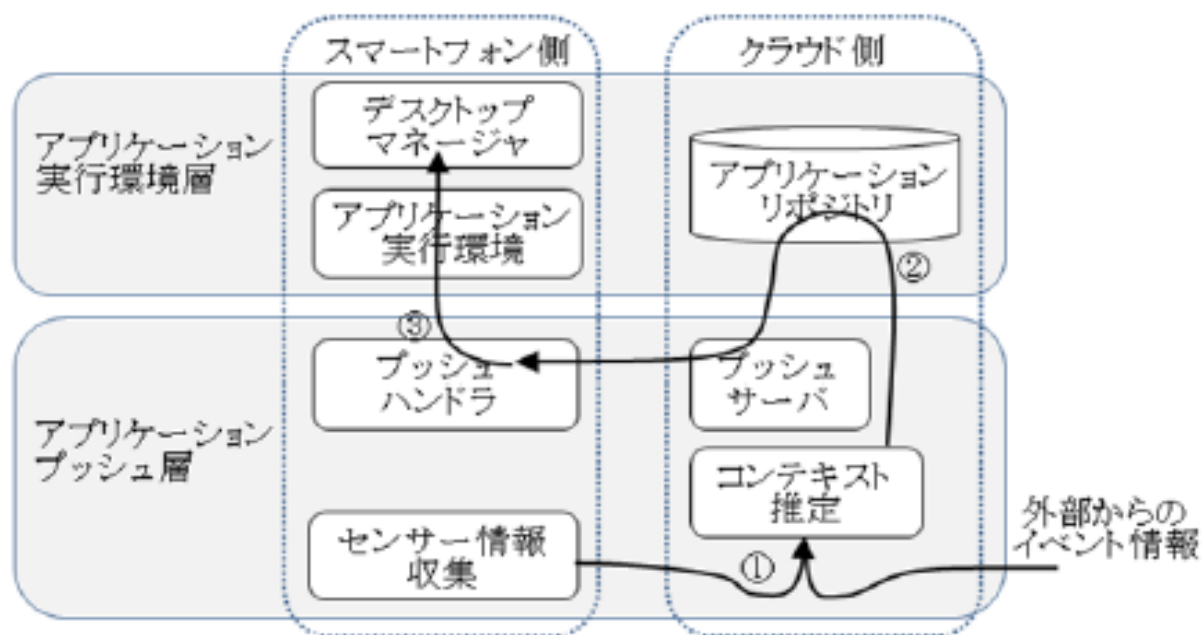 スマートフォン側
クラウド側
アプリケーション
実行環境層
デスクトップ
マネージャ
アプリケーション
実行環境
アプリケーション
リポジトリ
②
③
アプリケーション
プッシュ層
プッシュ
ハンドラ
プッシュ
サーバ
コンテキスト
推定
センサー情報
収集
①
外部からの
イベント情報